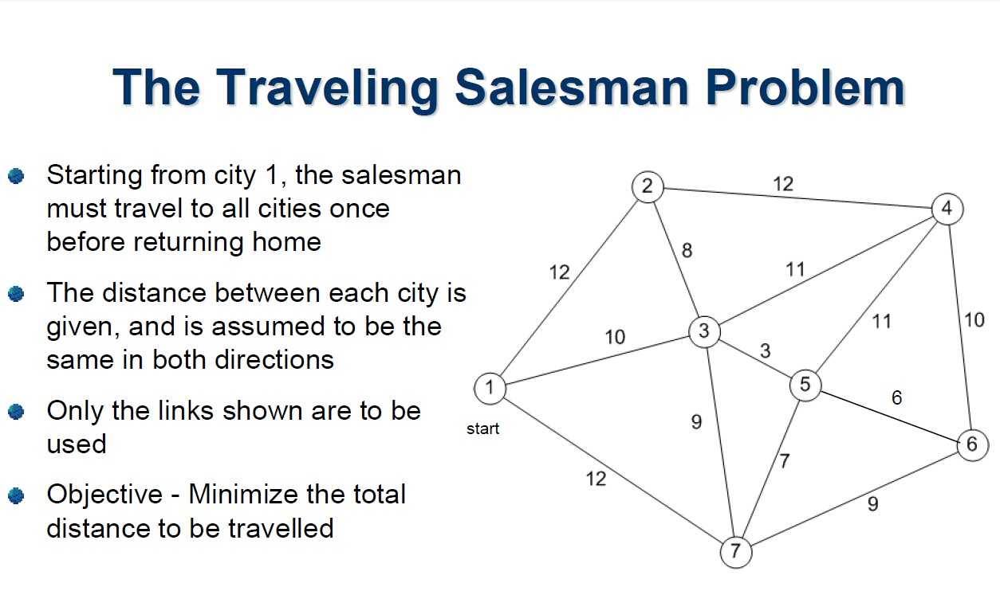 The Traveling Salesman Problem
Starting from city 1, the salesman
must travel to all cities once
before returning home
The distance between each city is
given, and is assumed to be the
same in both directions
Only the links shown are to be
used
Objective - Minimize the total
distance to be travelled
2
12
4
8
12
11
11
10
10
3
3
1
5
6
start
9
6
7
12
9
7